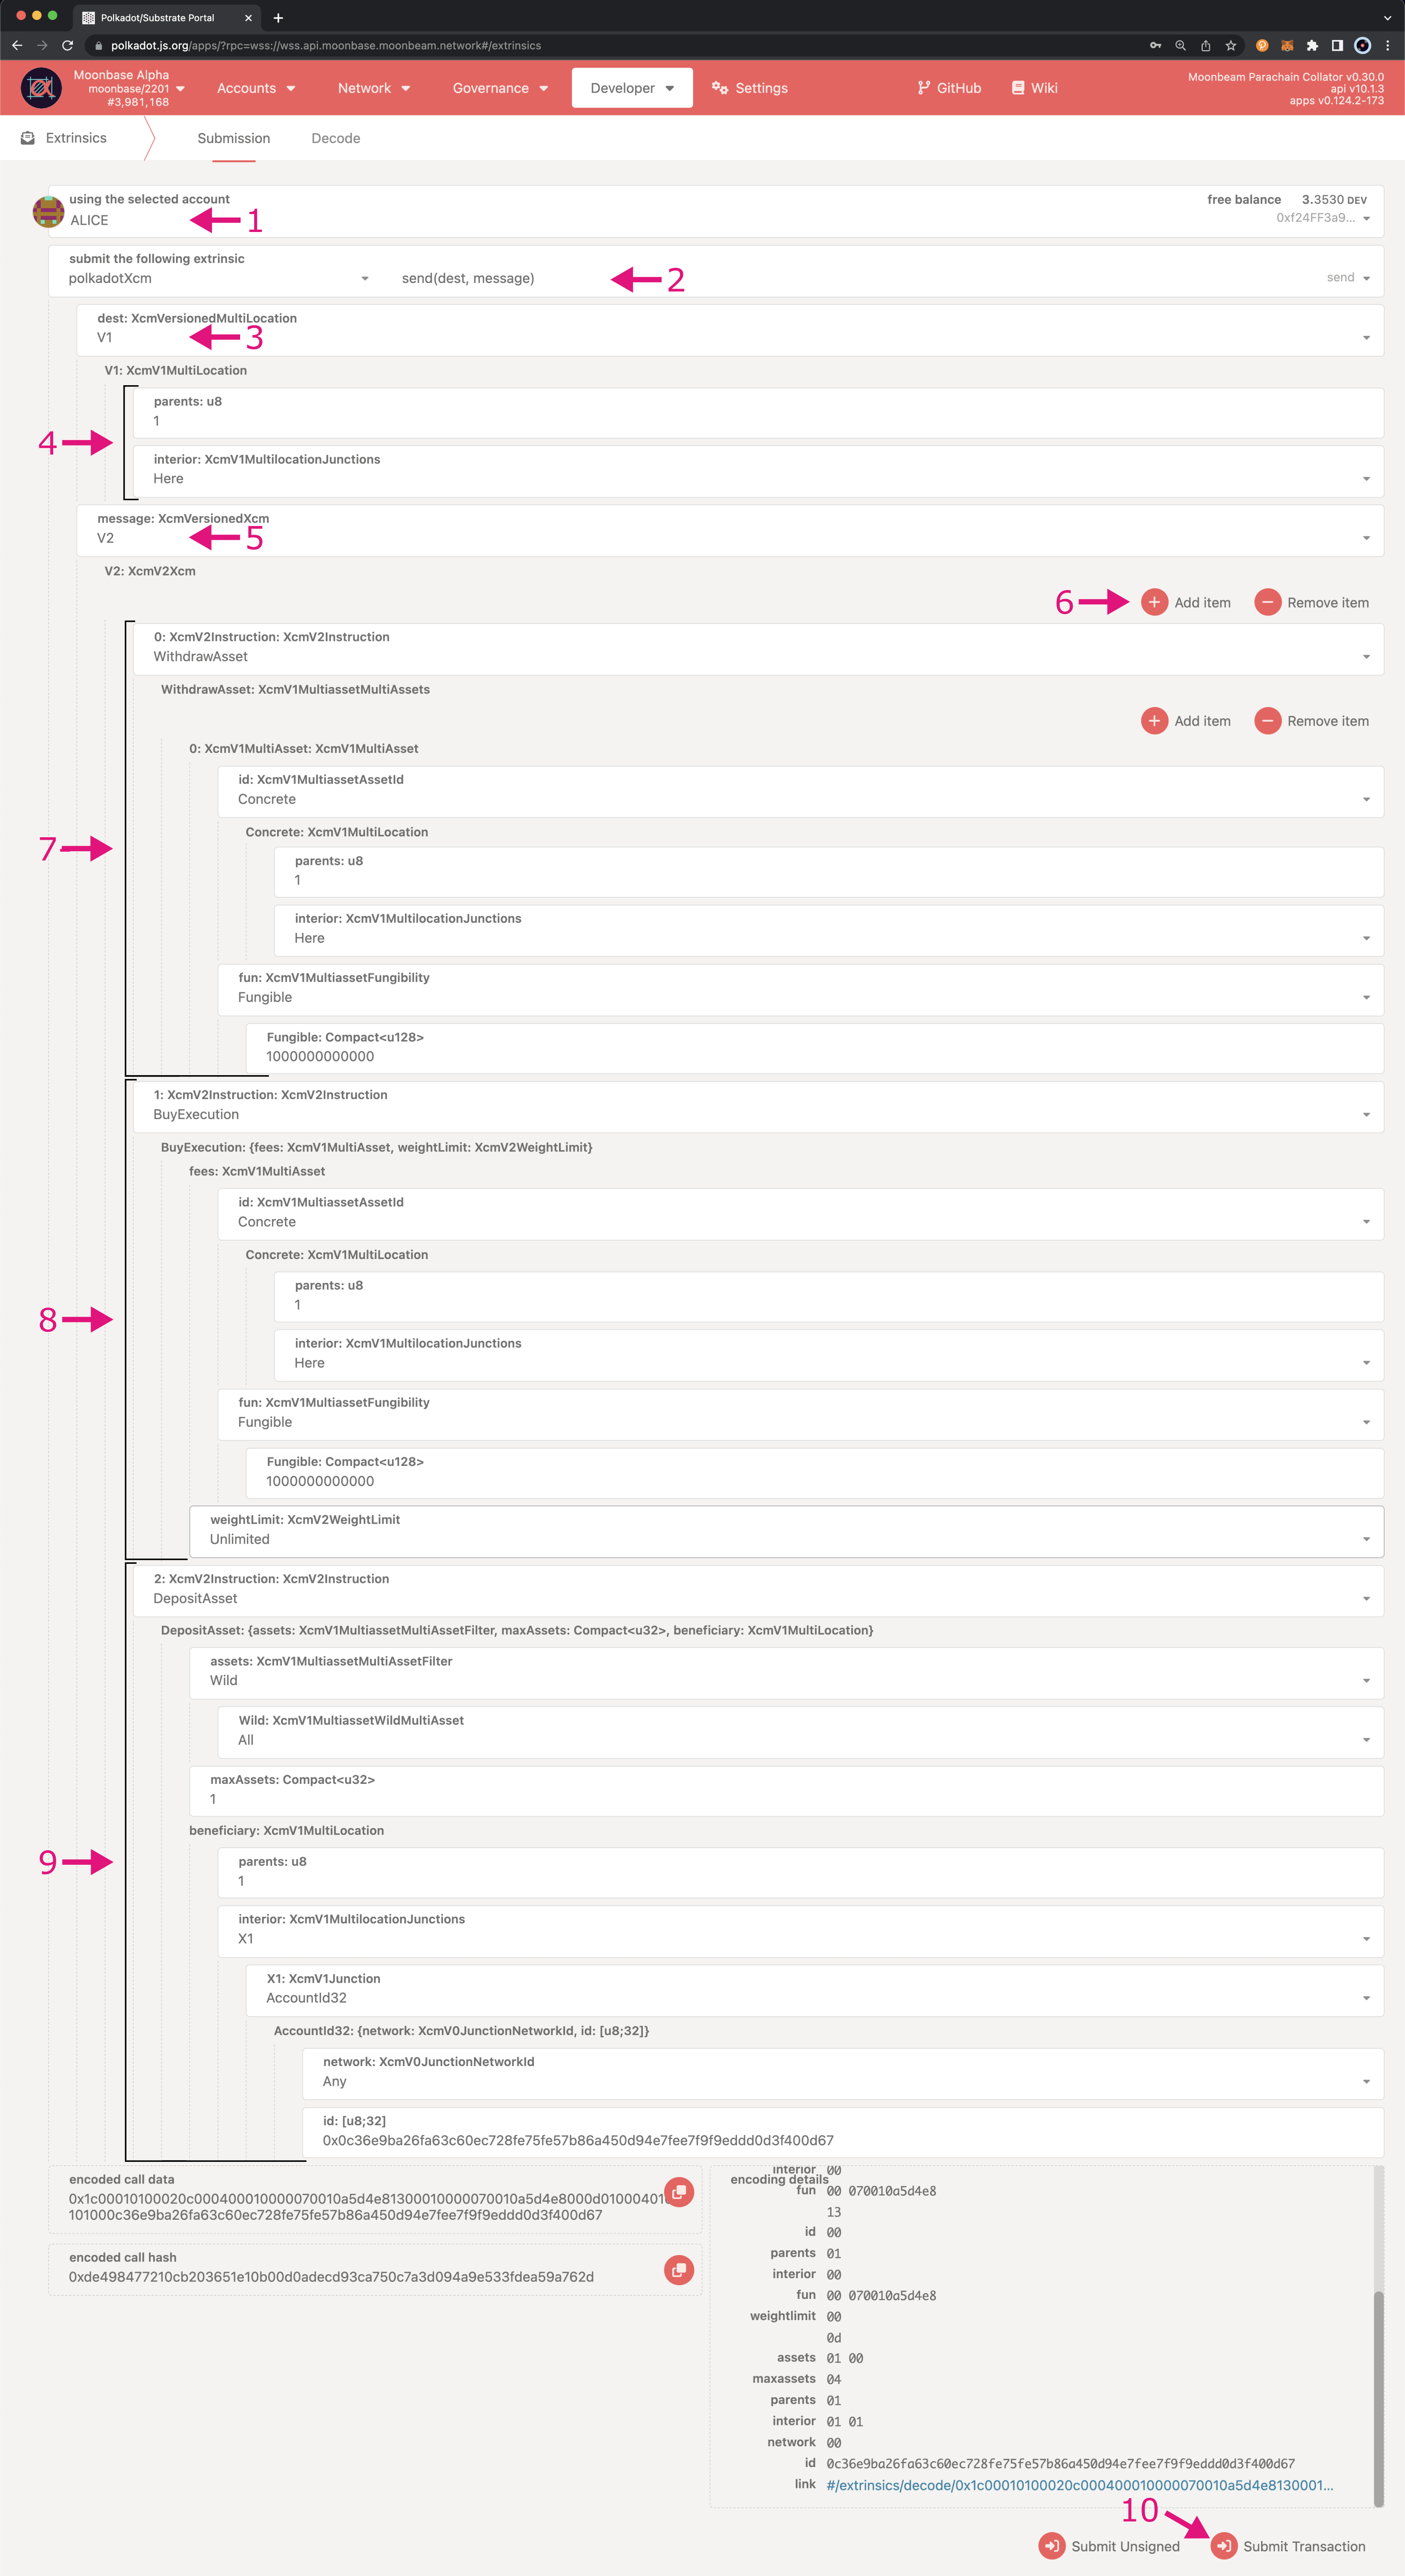 Polkadot/Substrate Portal
polkadot.js.org/apps/?rpc=wss://wss.api.moonbase.moonbeam.network#/extrinsics
Moonbase Alpha
moonbase/2201
#3,981,168
Accounts
Network
Governance
Developer
Settings
GitHub
Wiki
Moonbeam Parachain Collator v0.30.0
api v10.1.3
apps v0.124.2-173
Extrinsics
Submission
Decode
using the selected account
ALICE
1
free balance 3.3530 DEV
0xf24FF3a9...
submit the following extrinsic
polkadotXcm
send(dest, message)
2
send
dest: XcmVersionedMultiLocation
V1
3
V1: XcmV1MultiLocation
4
parents: u8
1
interior: XcmV1MultilocationJunctions
Here
message: XcmVersionedXcm
V2
5
V2: XcmV2Xcm
6
Add item
Remove item
7
0: XcmV2Instruction: XcmV2Instruction
WithdrawAsset
WithdrawAsset: XcmV1MultiassetMultiAssets
Add item
Remove item
0: XcmV1MultiAsset: XcmV1MultiAsset
id: XcmV1MultiassetAssetId
Concrete
Concrete: XcmV1MultiLocation
parents: u8
1
interior: XcmV1MultilocationJunctions
Here
fun: XcmV1MultiassetFungibility
Fungible
Fungible: Compact<u128>
1000000000000
8
1: XcmV2Instruction: XcmV2Instruction
BuyExecution
BuyExecution: {fees: XcmV1MultiAsset, weightLimit: XcmV2WeightLimit}
fees: XcmV1MultiAsset
id: XcmV1MultiassetAssetId
Concrete
Concrete: XcmV1MultiLocation
parents: u8
1
interior: XcmV1MultilocationJunctions
Here
fun: XcmV1MultiassetFungibility
Fungible
Fungible: Compact<u128>
1000000000000
weightLimit: XcmV2WeightLimit
Unlimited
9
2: XcmV2Instruction: XcmV2Instruction
DepositAsset
DepositAsset: {assets: XcmV1MultiassetMultiAssetFilter, maxAssets: Compact<u32>, beneficiary: XcmV1MultiLocation}
assets: XcmV1MultiassetMultiAssetFilter
Wild
Wild: XcmV1MultiassetWildMultiAsset
All
maxAssets: Compact<u32>
1
beneficiary: XcmV1MultiLocation
parents: u8
1
interior: XcmV1MultilocationJunctions
X1
X1: XcmV1Junction
AccountId32
AccountId32: {network: XcmV0JunctionNetworkId, id: [u8;32]}
network: XcmV0JunctionNetworkId
Any
id: [u8;32]
0x0c36e9ba26fa63c60ec728fe75fe57b86a450d94e7fee7f9f9eddd0d3f400d67
encoded call data
0x1c00010100020c000400010000070010a5d4e81300010000070010a5d4e8000d01000401
101000c36e9ba26fa63c60ec728fe75fe57b86a450d94e7fee7f9f9eddd0d3f400d67
encoded call hash
0xde498477210cb203651e10b00d0adecd93ca750c7a3d094a9e533fdea59a762d
encoding details
interior 00
fun 00 070010a5d4e8
13
id 00
parents 01
interior 00
fun 00 070010a5d4e8
weightlimit 00
0d
assets 01 00
maxassets 04
parents 01
interior 01 01
network 00
id 0c36e9ba26fa63c60ec728fe75fe57b86a450d94e7fee7f9f9eddd0d3f400d67
link #/extrinsics/decode/0x1c00010100020c000400010000070010a5d4e8130001...
10
Submit Unsigned
Submit Transaction